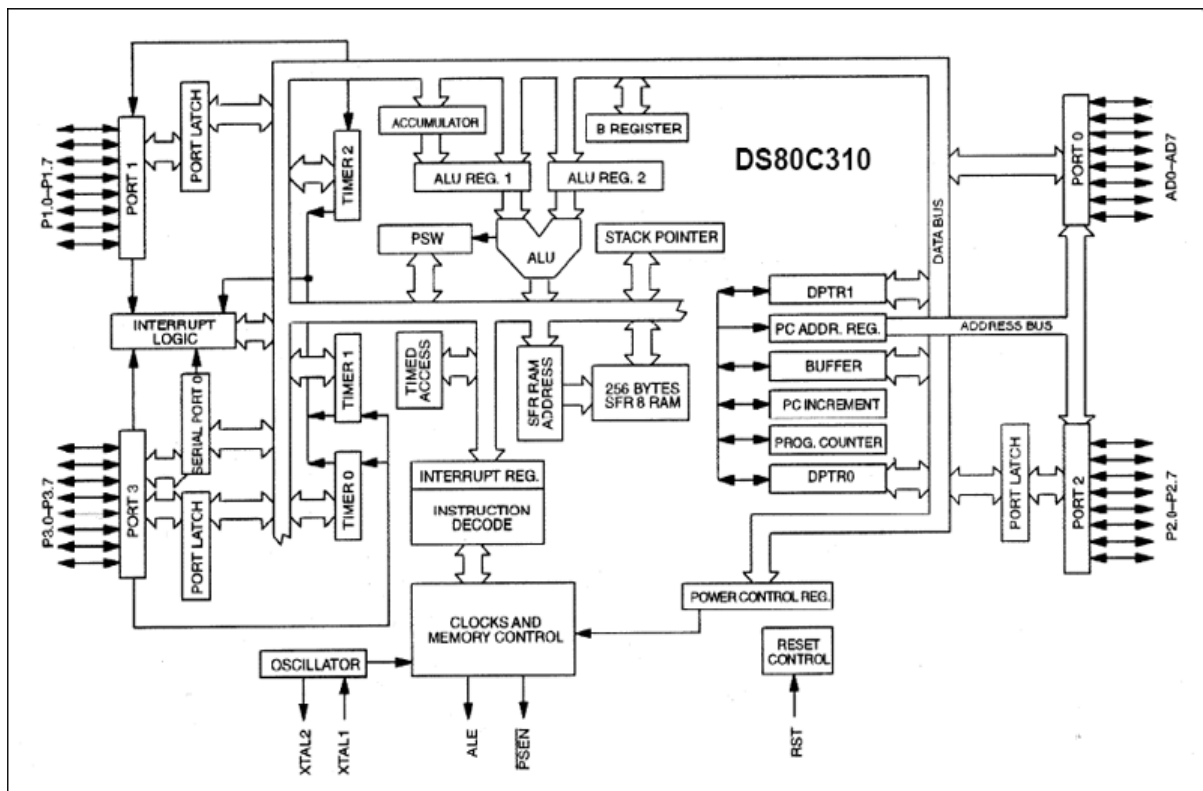 PORT LATCH
P1.0–P1.7
PORT 1
TIMER 2
ACCUMULATOR
B REGISTER
DS80C310
ALU REG. 1
ALU REG. 2
PSW
ALU
STACK POINTER
DATA BUS
PORT 0
AD0–AD7
INTERRUPT
LOGIC
SERIAL PORT 0
TIMER 1
TIMED
ACCESS
SFR RAM
ADDRESS
256 BYTES
SFR 8 RAM
DPTR1
PC ADDR. REG.
ADDRESS BUS
BUFFER
PC INCREMENT
PROG. COUNTER
DPTR0
P3.0–P3.7
PORT 3
PORT LATCH
TIMER 0
INTERRUPT REG.
INSTRUCTION
DECODE
PORT LATCH
PORT 2
P2.0–P2.7
CLOCKS AND
MEMORY CONTROL
POWER CONTROL REG.
OSCILLATOR
RESET
CONTROL
XTAL2
XTAL1
ALE
PSEN
RST